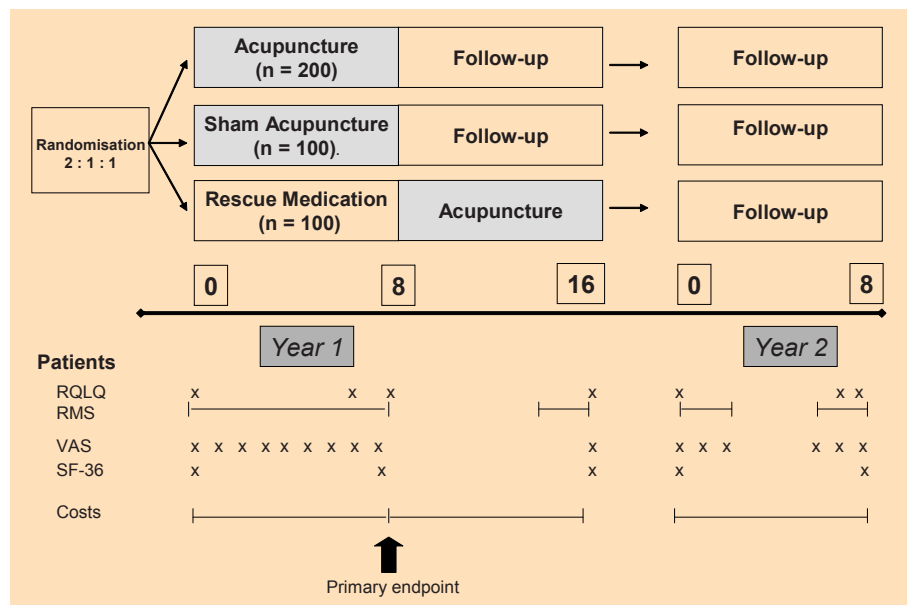 Acupuncture
(n = 200)
Follow-up
Follow-up
Randomisation
2 : 1 : 1
Sham Acupuncture
(n = 100).
Follow-up
Follow-up
Rescue Medication
(n = 100)
Acupuncture
Follow-up
0
8
16
0
8
Year 1
Year 2
Patients
RQLQ x x x x x x x
RMS
VAS x x x x x x x x x x x x x x x x
SF-36 x x x x x
Costs
Primary endpoint